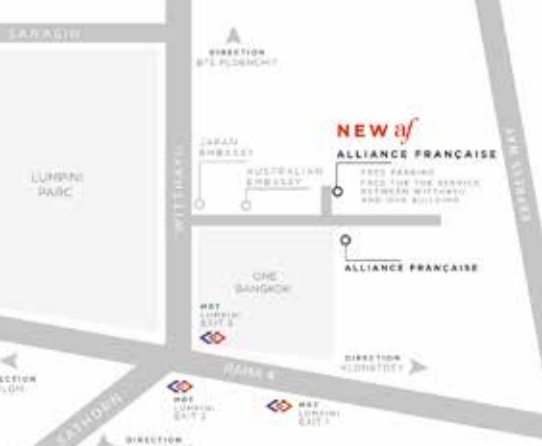 SARASIN
DIRECTION
BTS PLOENCHIT
NEW af
ALLIANCE FRANÇAISE
JAPAN
EMBASSY
AUSTRALIAN
EMBASSY
FREE PARKING
FREE TUK TUK SERVICE
BETWEEN WITTHAYU
AND OUR BUILDING
LUMPINI
PARC
WITTHAYU
EXPRESS WAY
ALLIANCE FRANÇAISE
ONE
BANGKOK
MRT
LUMPINI
EXIT 3
DIRECTION
KLONGTOEY
RAMA 4
SATHORN
MRT
LUMPINI
EXIT 2
MRT
LUMPINI
EXIT 1
DIRECTION